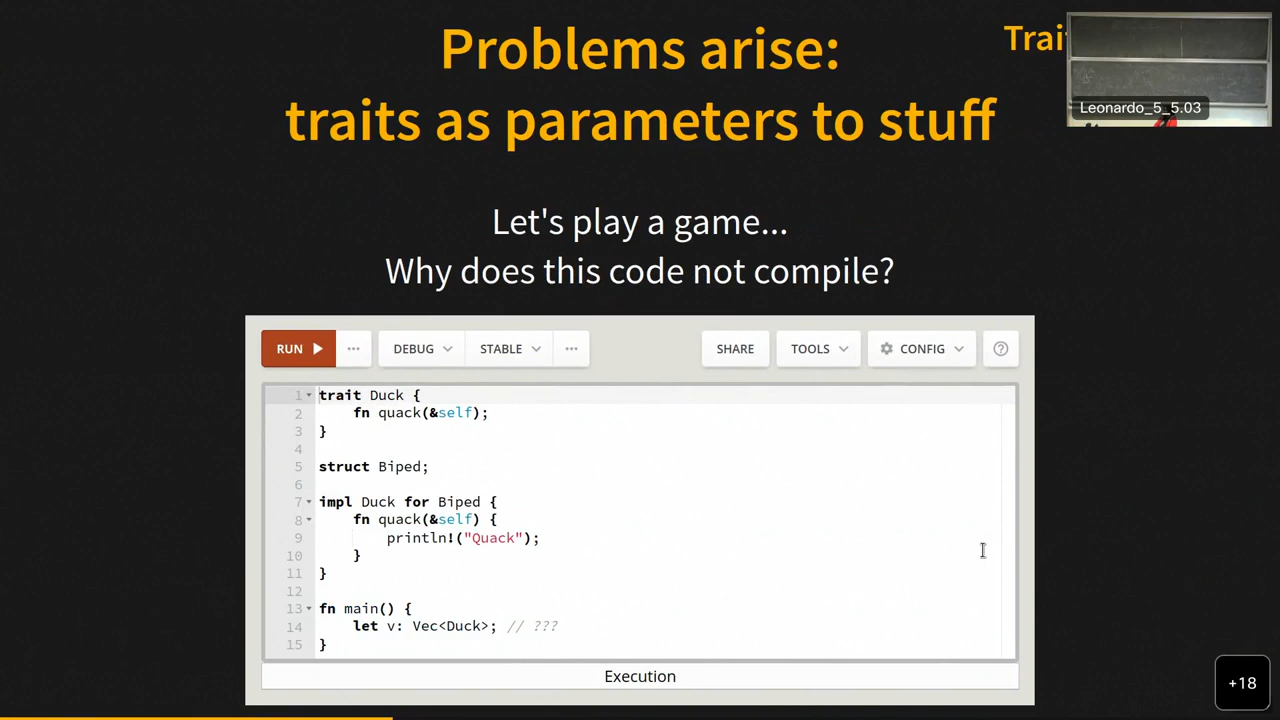 Problems arise:
traits as parameters to stuff
Leonardo_5_5.03
Let's play a game...
Why does this code not compile?
RUN ··· DEBUG STABLE ··· SHARE TOOLS CONFIG ?
1 trait Duck {
2 fn quack(&self);
3 }
4
5 struct Biped;
6
7 impl Duck for Biped {
8 fn quack(&self) {
9 println!("Quack");
10 }
11 }
12
13 fn main() {
14 let v: Vec<Duck>; // ???
15 }
Execution
+18